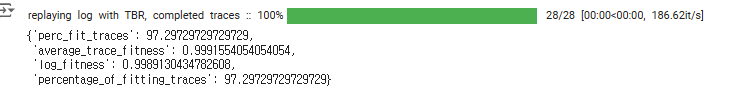 replaying log with TBR, completed traces :: 100% 28/28 [00:00<00:00, 186.62it/s]
{'perc_fit_traces': 97.29729729729729,
'average_trace_fitness': 0.9991554054054054,
'log_fitness': 0.9989130434782608,
'percentage_of_fitting_traces': 97.29729729729729}